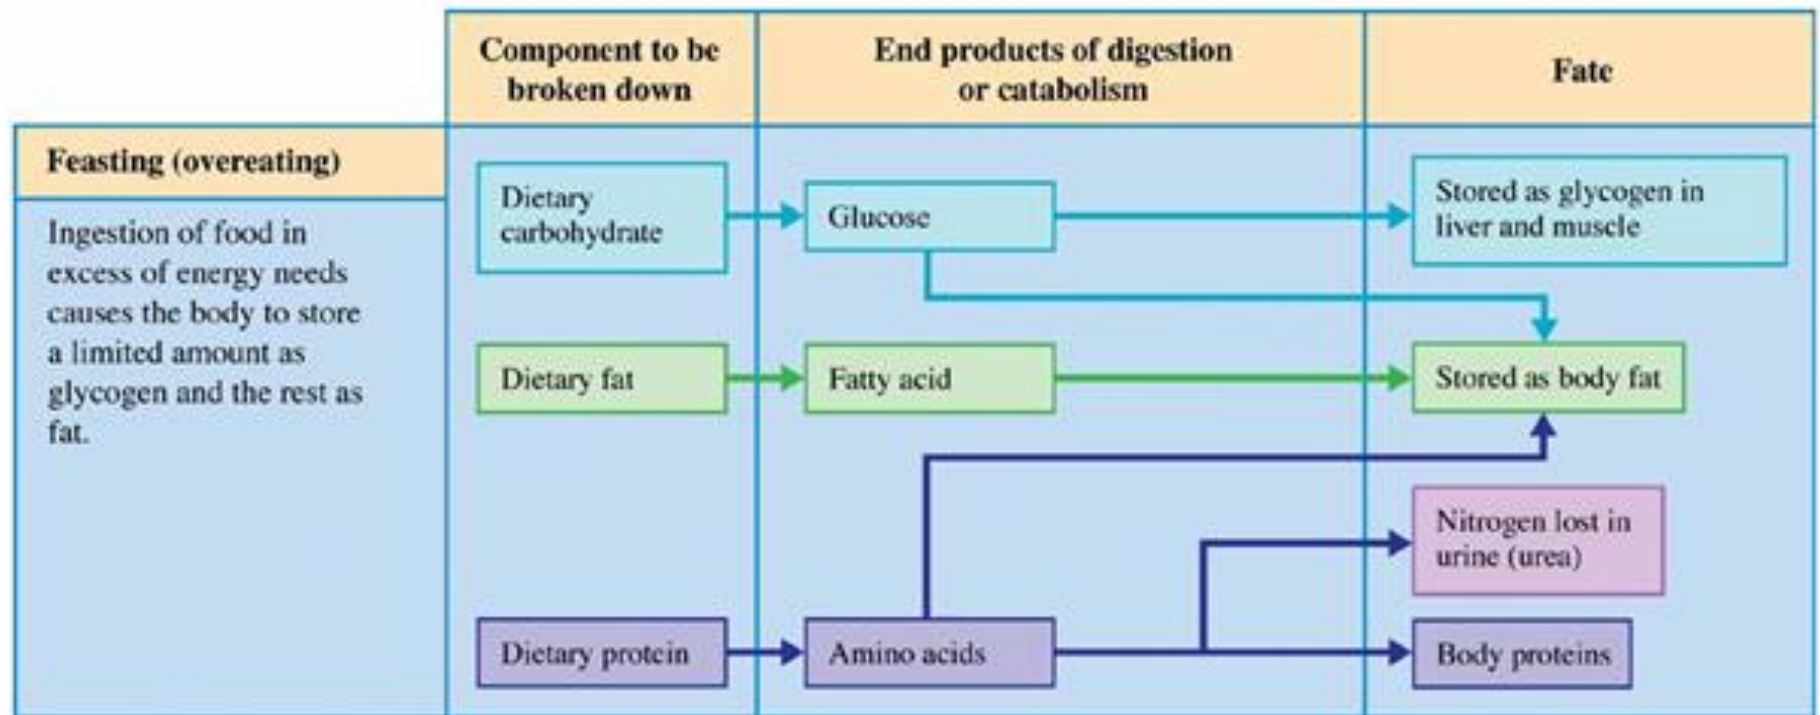 Component to be
broken down
End products of digestion
or catabolism
Fate
Feasting (overeating)
Ingestion of food in
excess of energy needs
causes the body to store
a limited amount as
glycogen and the rest as
fat.
Dietary
carbohydrate
Glucose
Stored as glycogen in
liver and muscle
Dietary fat
Fatty acid
Stored as body fat
Nitrogen lost in
urine (urea)
Dietary protein
Amino acids
Body proteins